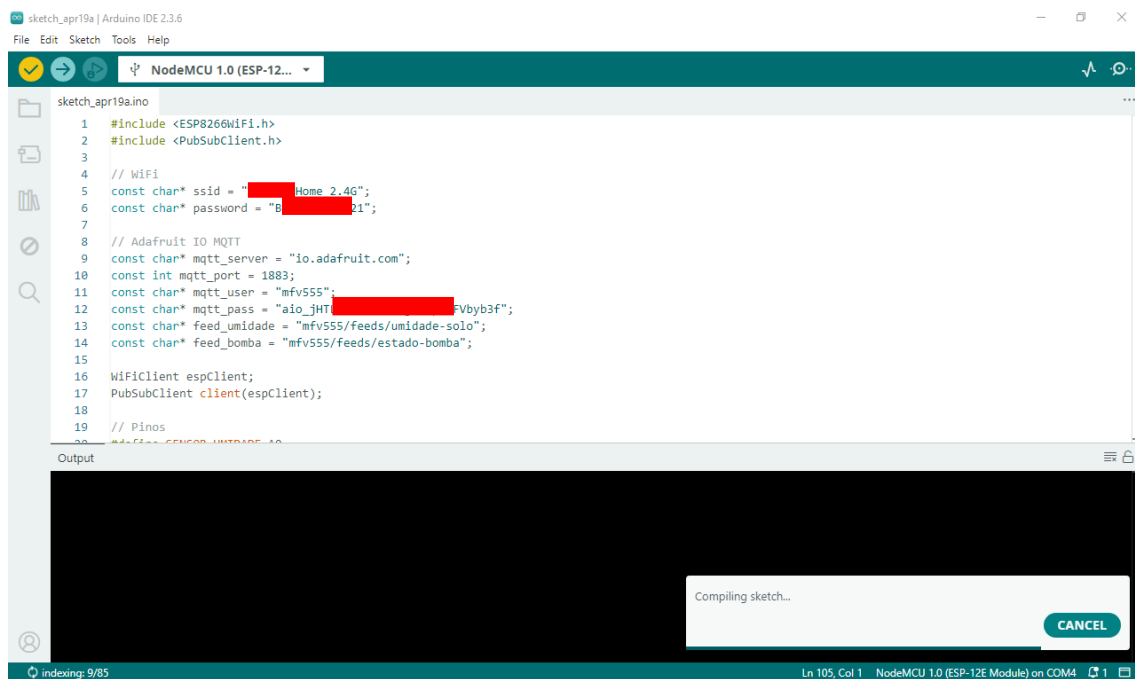 sketch_apr19a | Arduino IDE 2.3.6
File Edit Sketch Tools Help
NodeMCU 1.0 (ESP-12E...
sketch_apr19a.ino
1 #include <ESP8266WiFi.h>
2 #include <PubSubClient.h>
3
4 // WiFi
5 const char* ssid = " Home 2.4G";
6 const char* password = "B 21";
7
8 // Adafruit IO MQTT
9 const char* mqtt_server = "io.adafruit.com";
10 const int mqtt_port = 1883;
11 const char* mqtt_user = "mfv555";
12 const char* mqtt_pass = "aio_jHT FVbyb3f";
13 const char* feed_umidade = "mfv555/feeds/umidade-solo";
14 const char* feed_bomba = "mfv555/feeds/estado-bomba";
15
16 WiFiClient espClient;
17 PubSubClient client(espClient);
18
19 // Pinos
Output
Compiling sketch...
CANCEL
indexing: 9/85
Ln 105, Col 1 NodeMCU 1.0 (ESP-12E Module) on COM4 1